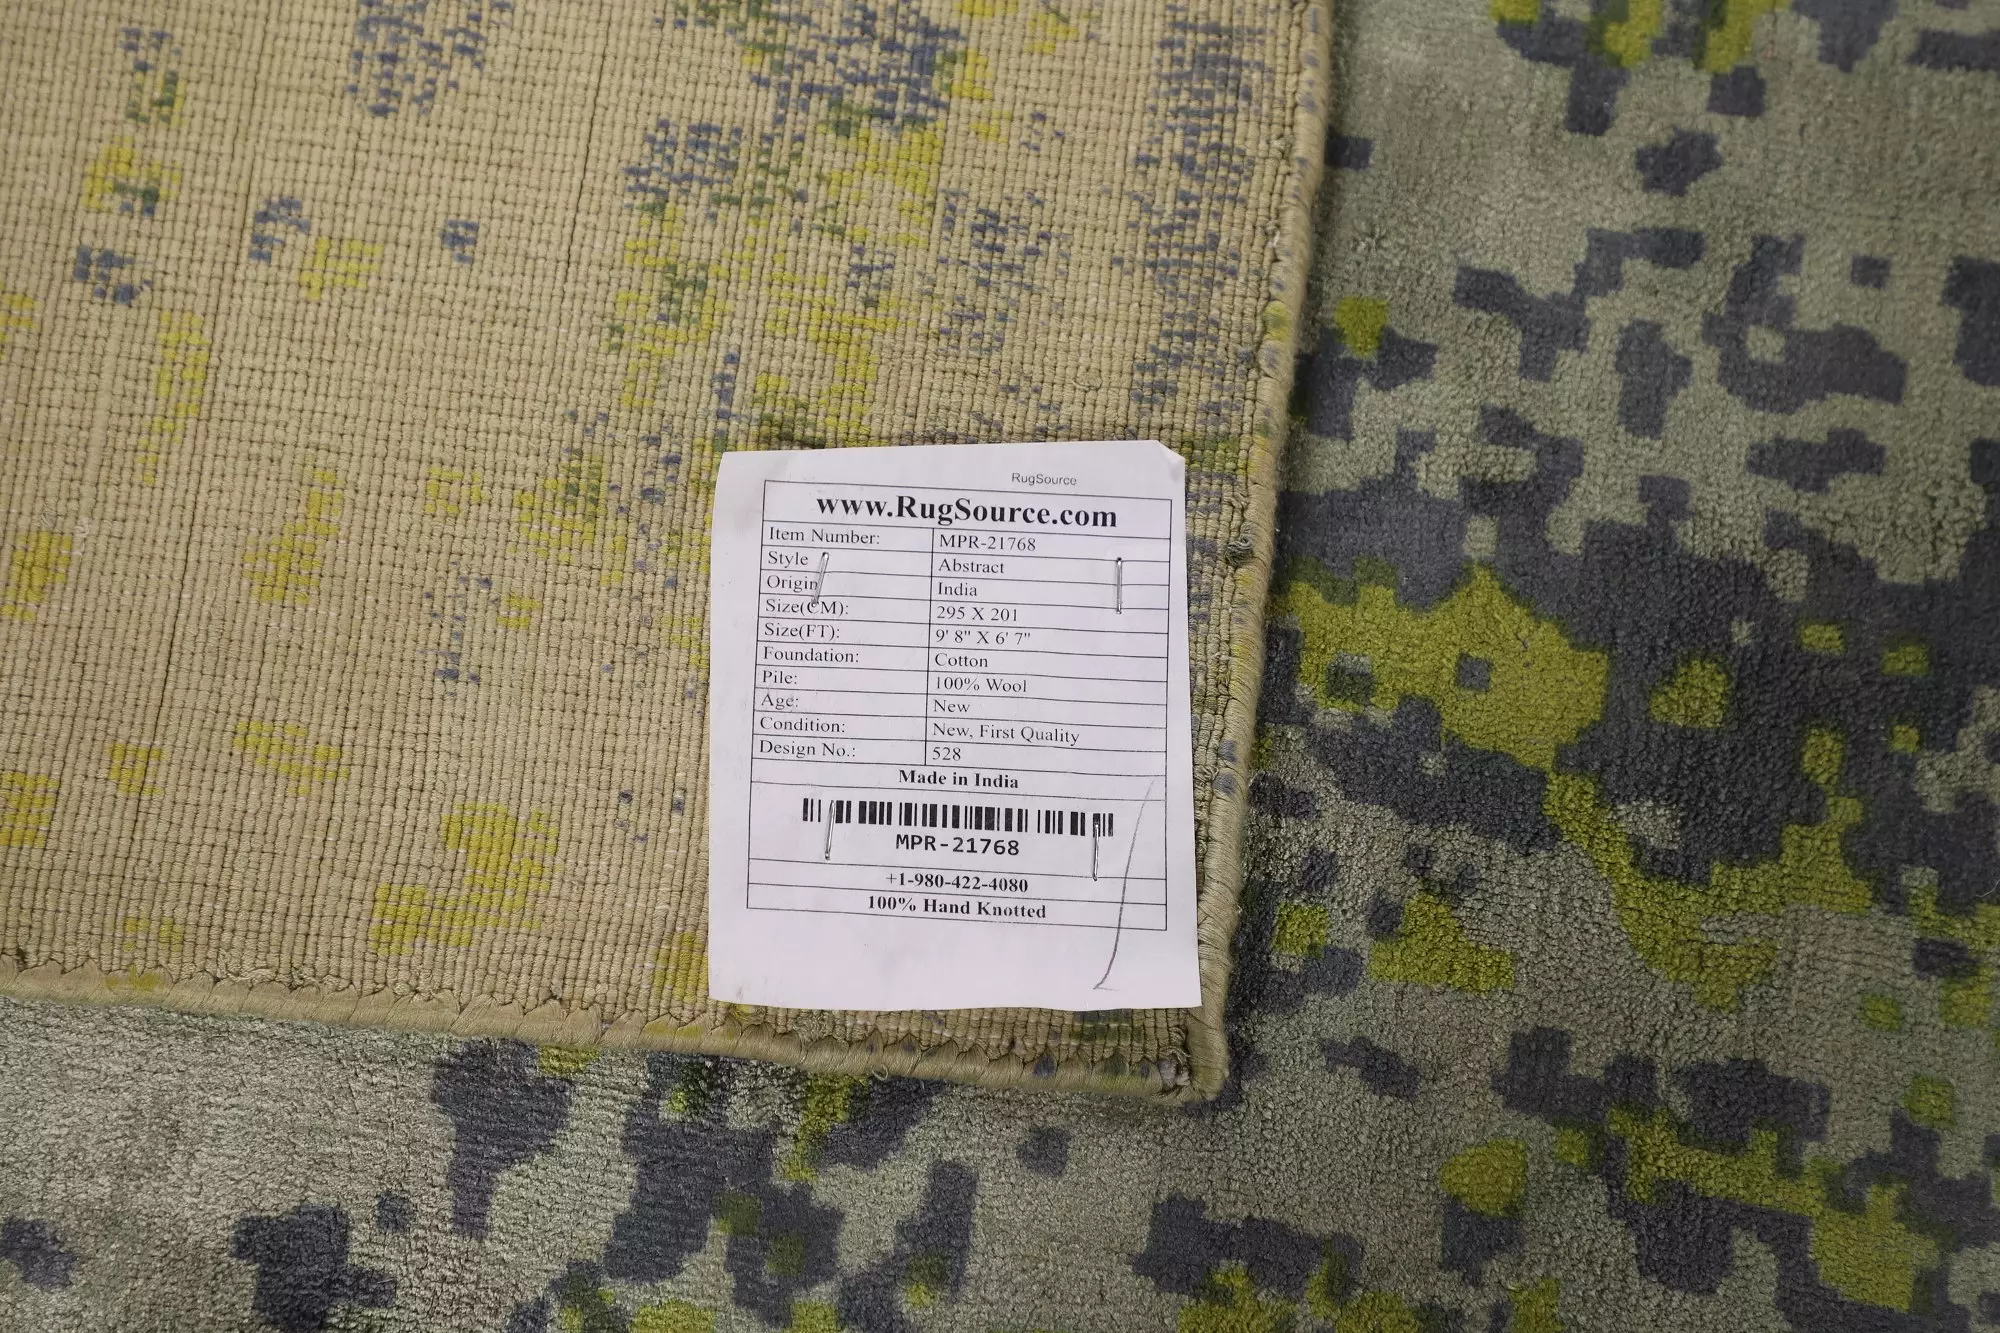 RugSource
www.RugSource.com
Item Number: MPR-21768
Style Abstract
Origin India
Size(CM): 295 X 201
Size(FT): 9' 8" X 6' 7"
Foundation: Cotton
Pile: 100% Wool
Age: New
Condition: New, First Quality
Design No.: 528
Made in India
MPR-21768
+1-980-422-4080
100% Hand Knotted